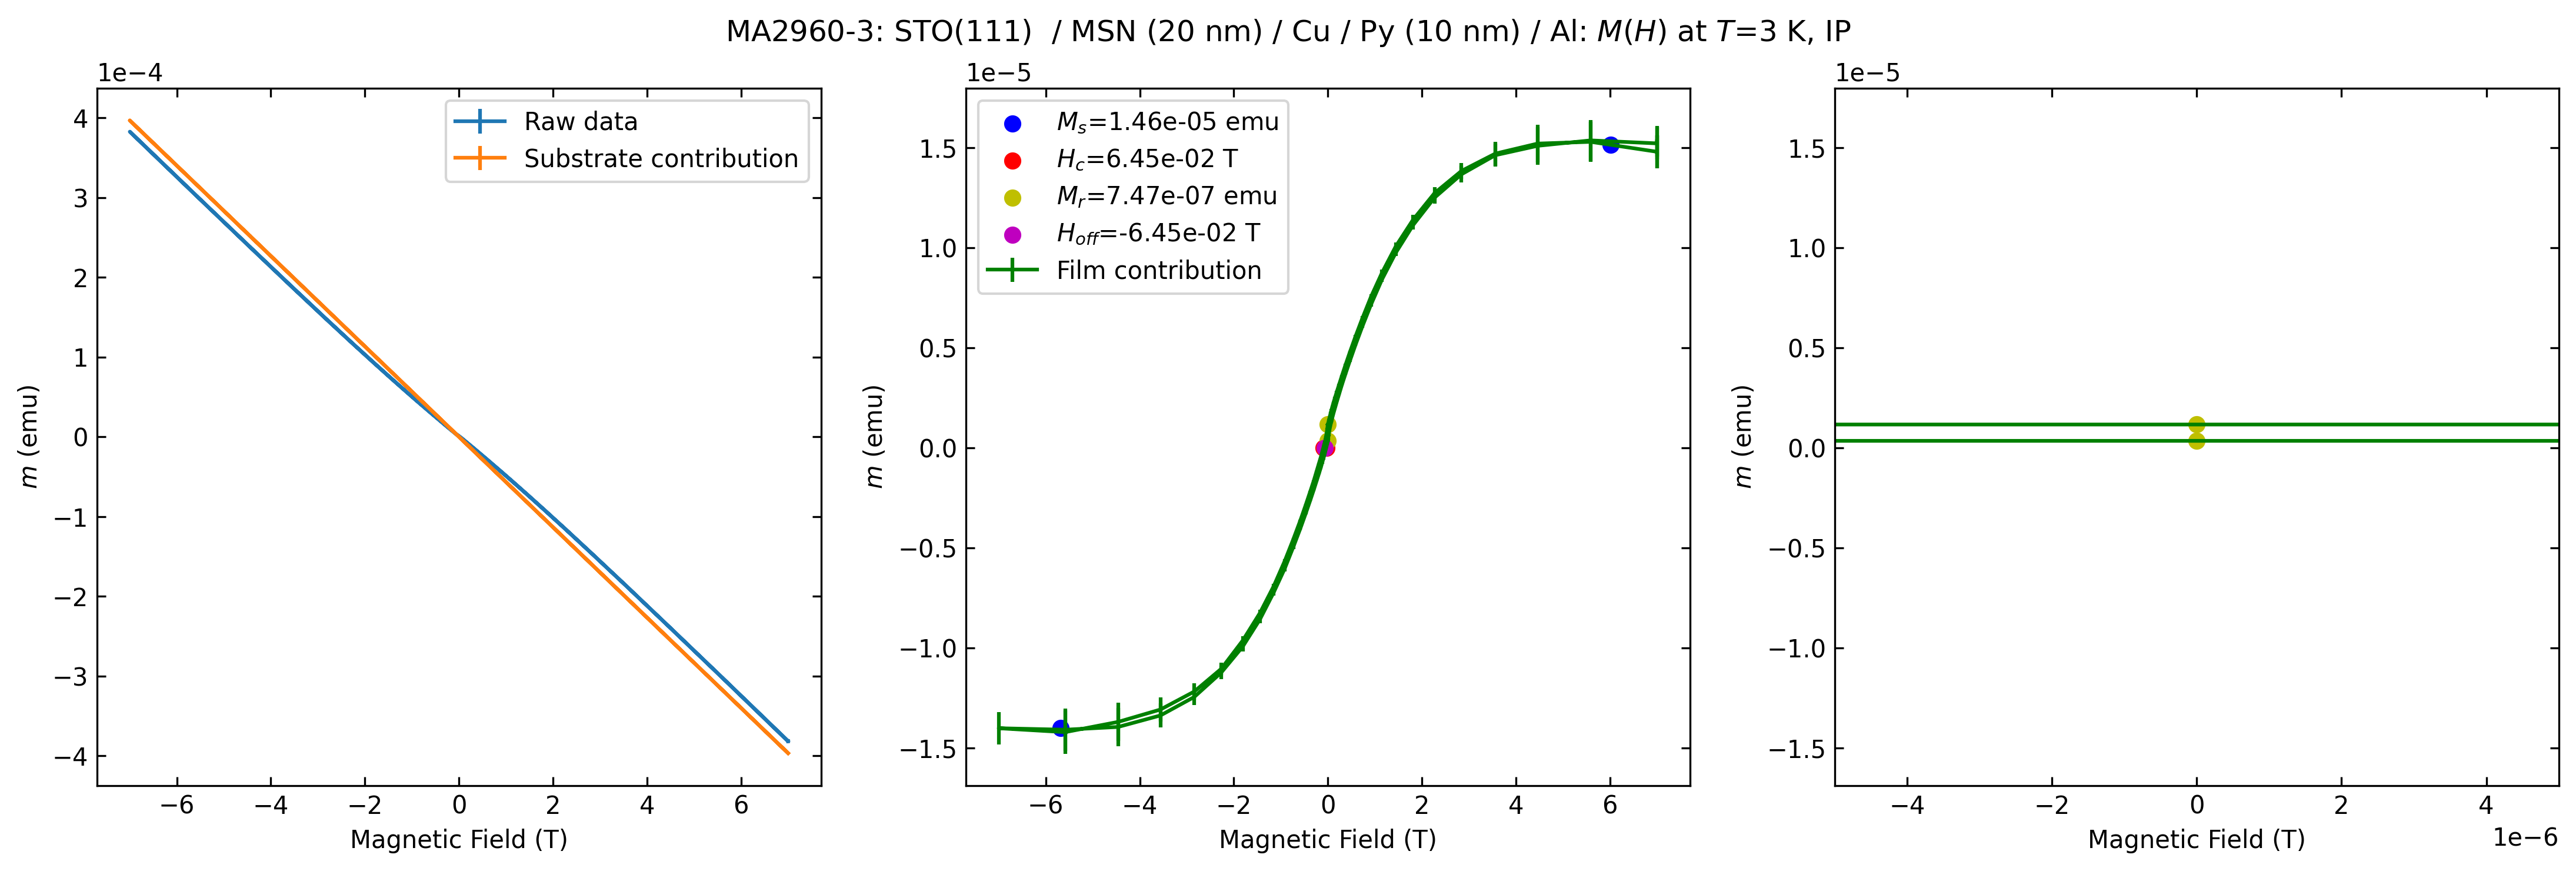 MA2960-3: STO(111)  / MSN (20 nm) / Cu / Py (10 nm) / Al: M(H) at T=3 K, IP
1e−4
4
3
2
1
0
−1
−2
−3
−4
m (emu)
−6 −4 −2 0 2 4 6
Magnetic Field (T)
Raw data
Substrate contribution
1e−5
1.5
1.0
0.5
0.0
−0.5
−1.0
−1.5
m (emu)
−6 −4 −2 0 2 4 6
Magnetic Field (T)
Ms=1.46e-05 emu
Hc=6.45e-02 T
Mr=7.47e-07 emu
Hoff=-6.45e-02 T
Film contribution
1e−5
1.5
1.0
0.5
0.0
−0.5
−1.0
−1.5
m (emu)
−4 −2 0 2 4
1e−6
Magnetic Field (T)